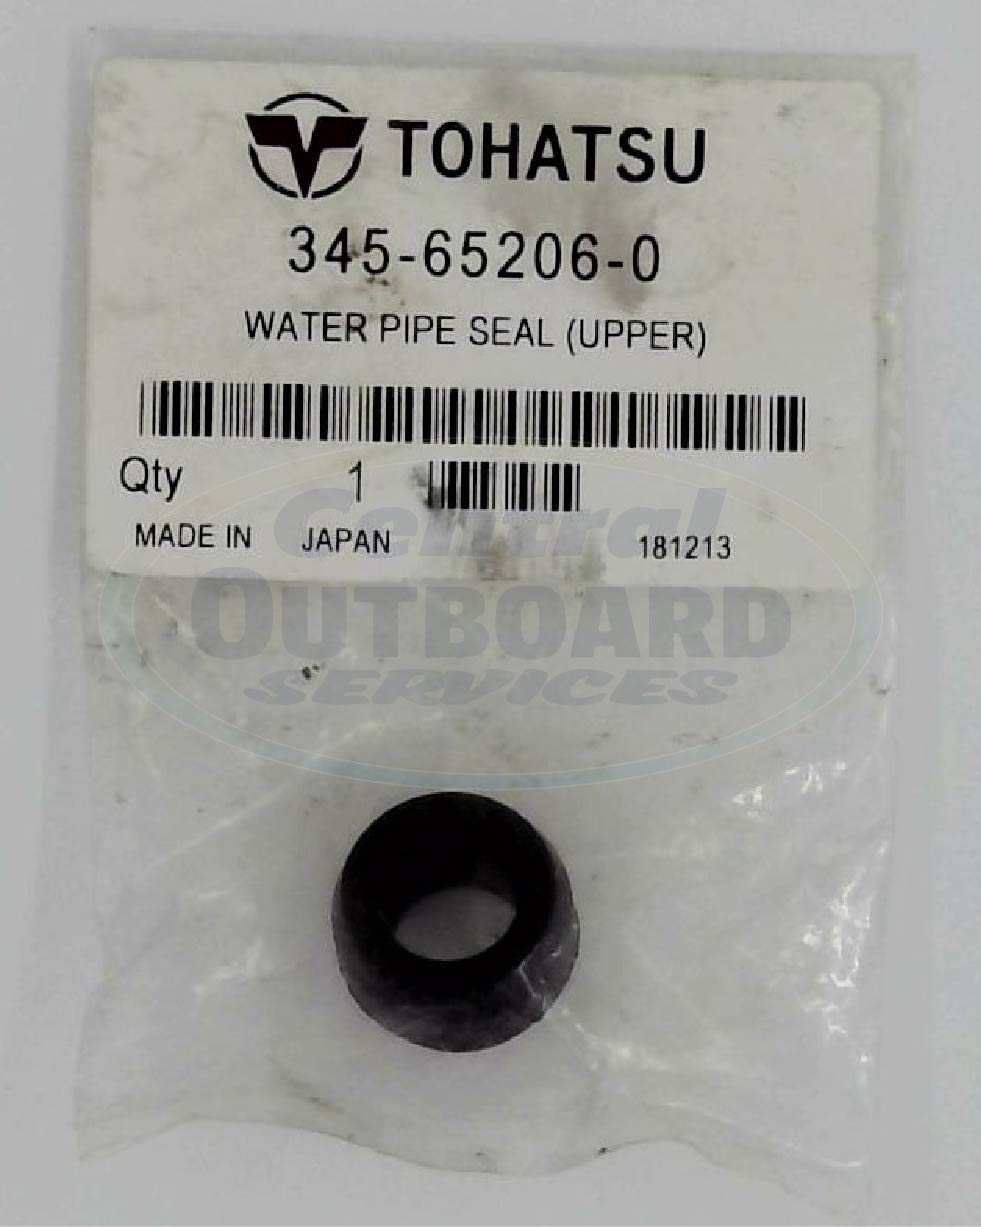 TOHATSU
345-65206-0
WATER PIPE SEAL (UPPER)
Qty 1
MADE IN JAPAN 181213
Central
OUTBOARD
SERVICES